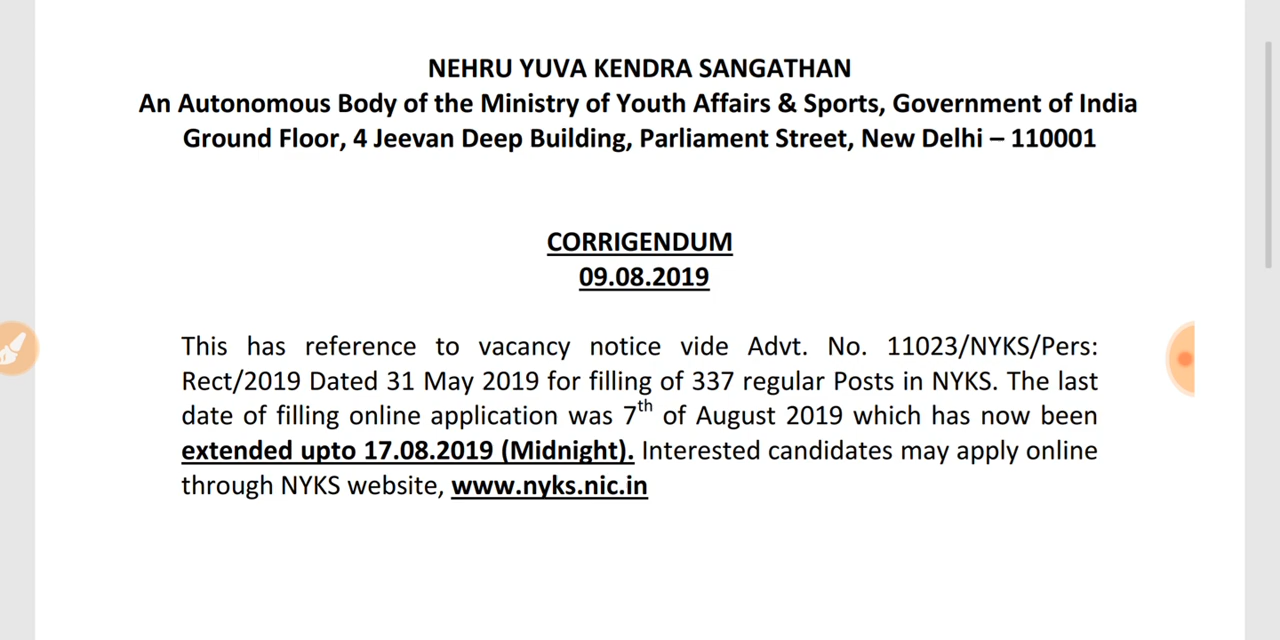 NEHRU YUVA KENDRA SANGATHAN
An Autonomous Body of the Ministry of Youth Affairs & Sports, Government of India
Ground Floor, 4 Jeevan Deep Building, Parliament Street, New Delhi – 110001
CORRIGENDUM
09.08.2019
This has reference to vacancy notice vide Advt. No. 11023/NYKS/Pers:
Rect/2019 Dated 31 May 2019 for filling of 337 regular Posts in NYKS. The last
date of filling online application was 7th of August 2019 which has now been
extended upto 17.08.2019 (Midnight). Interested candidates may apply online
through NYKS website, www.nyks.nic.in